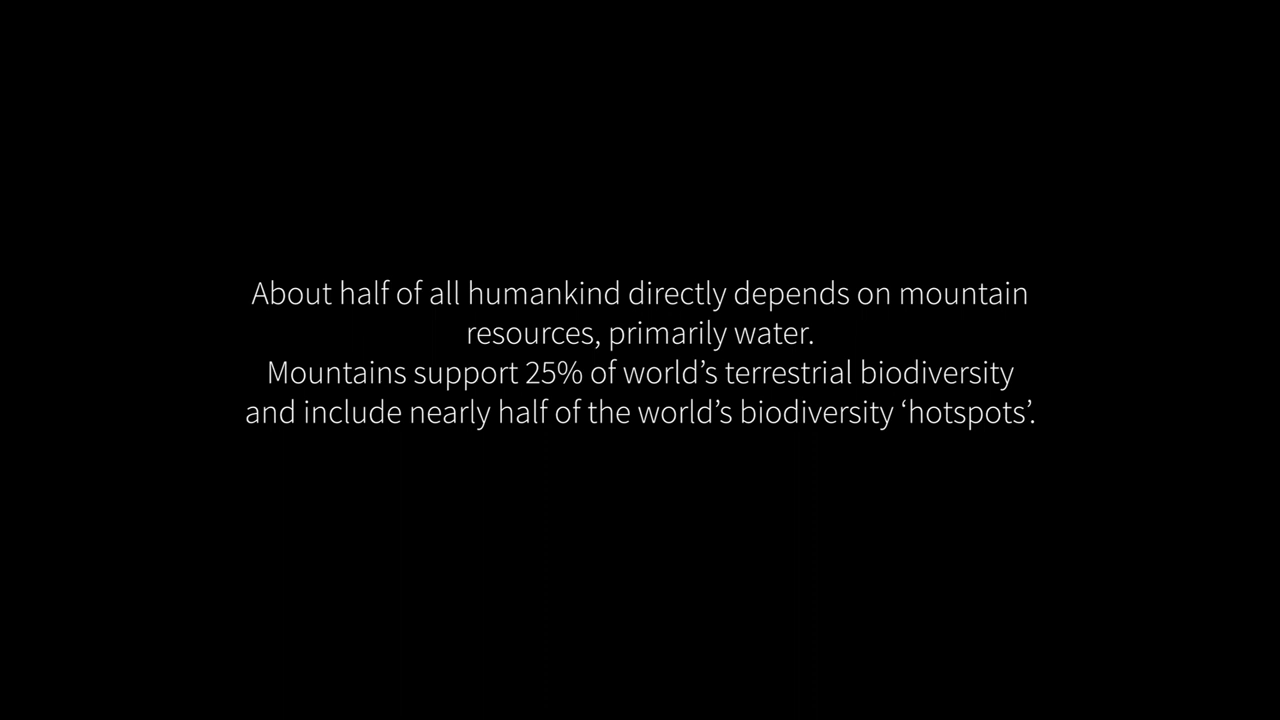 About half of all humankind directly depends on mountain
resources, primarily water.
Mountains support 25% of world’s terrestrial biodiversity
and include nearly half of the world’s biodiversity ‘hotspots’.